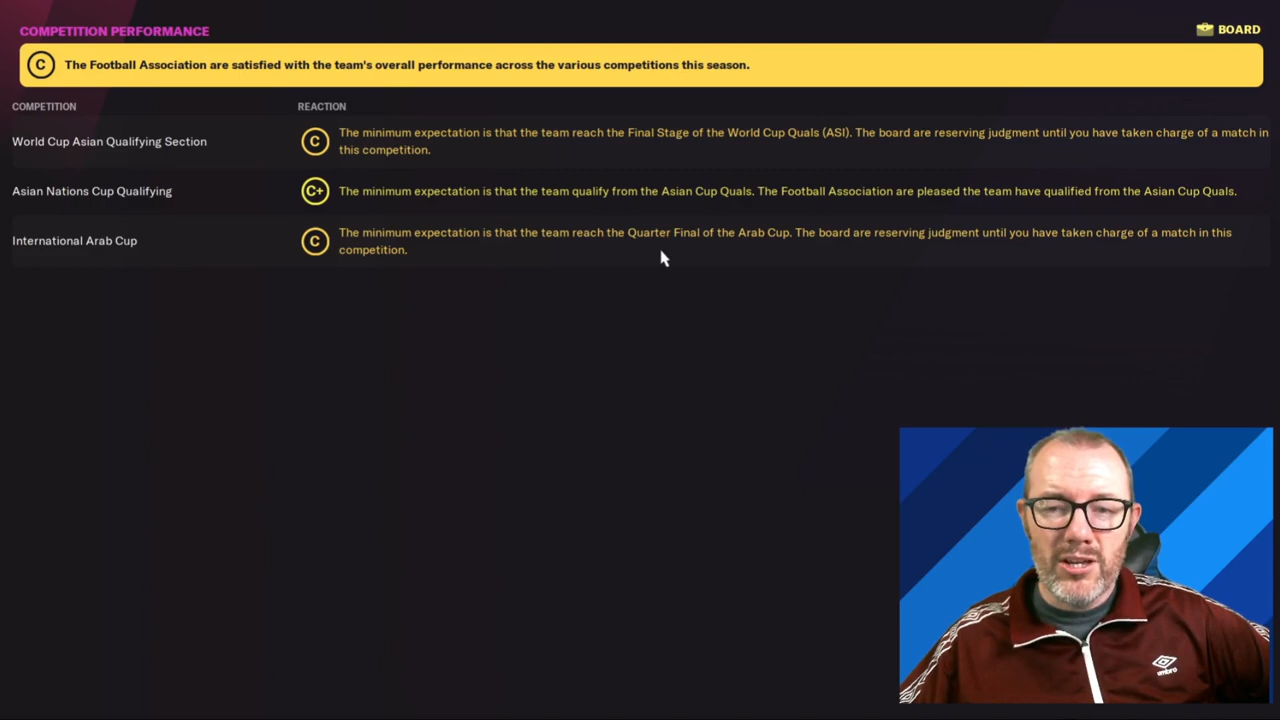 COMPETITION PERFORMANCE
BOARD
C
The Football Association are satisfied with the team's overall performance across the various competitions this season.
COMPETITION
REACTION
World Cup Asian Qualifying Section
C
The minimum expectation is that the team reach the Final Stage of the World Cup Quals (ASI). The board are reserving judgment until you have taken charge of a match in
this competition.
Asian Nations Cup Qualifying
C+
The minimum expectation is that the team qualify from the Asian Cup Quals. The Football Association are pleased the team have qualified from the Asian Cup Quals.
International Arab Cup
C
The minimum expectation is that the team reach the Quarter Final of the Arab Cup. The board are reserving judgment until you have taken charge of a match in this
competition.
umbro